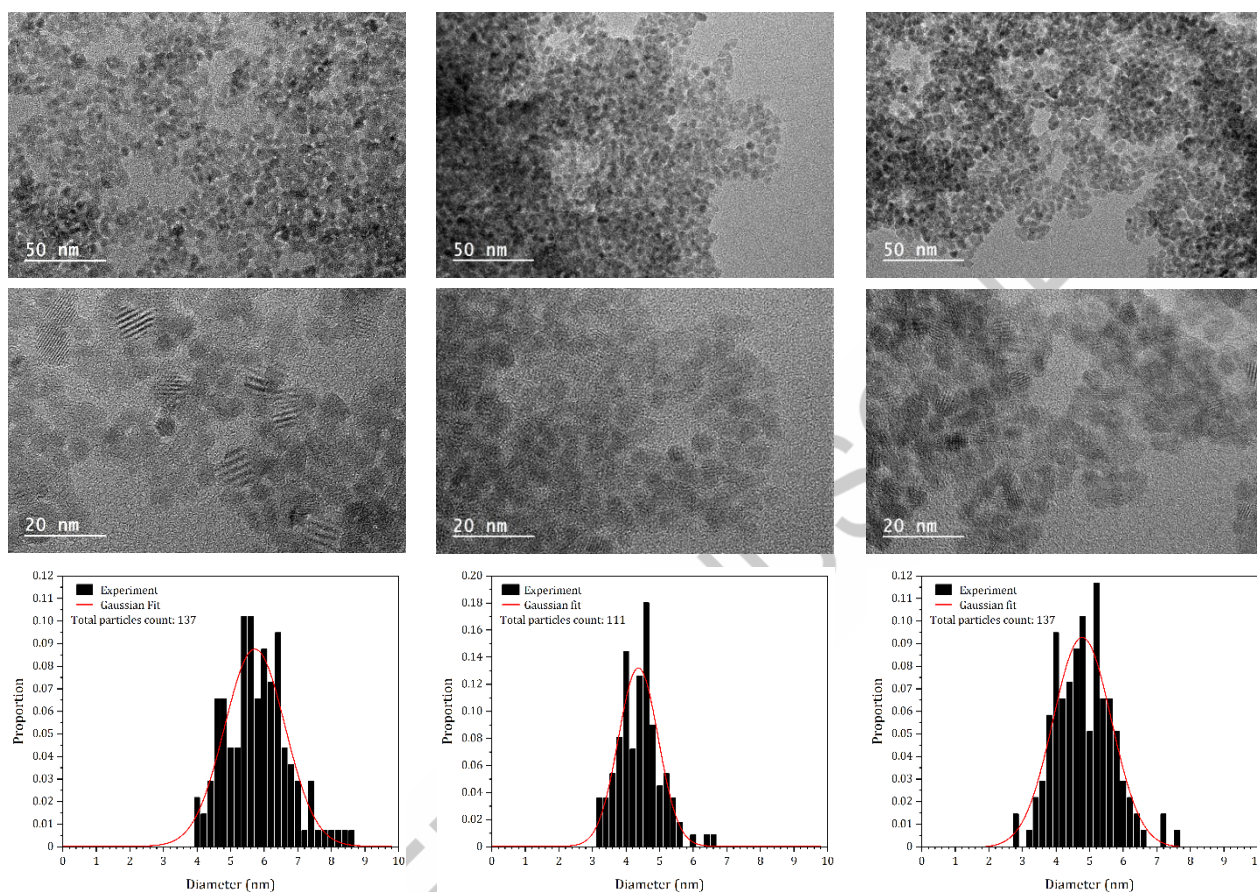 50 nm
50 nm
50 nm
20 nm
20 nm
20 nm
0.12
0.11
0.10
0.09
0.08
0.07
0.06
0.05
0.04
0.03
0.02
0.01
0
Proportion
Experiment
Gaussian Fit
Total particles count: 137
0 1 2 3 4 5 6 7 8 9 10
Diameter (nm)
0.20
0.18
0.16
0.14
0.12
0.10
0.08
0.06
0.04
0.02
0
Proportion
Experiment
Gaussian fit
Total particles count: 111
0 1 2 3 4 5 6 7 8 9 10
Diameter (nm)
0.12
0.11
0.10
0.09
0.08
0.07
0.06
0.05
0.04
0.03
0.02
0.01
0
Proportion
Experiment
Gaussian fit
Total particles count: 137
0 1 2 3 4 5 6 7 8 9
Diameter (nm)